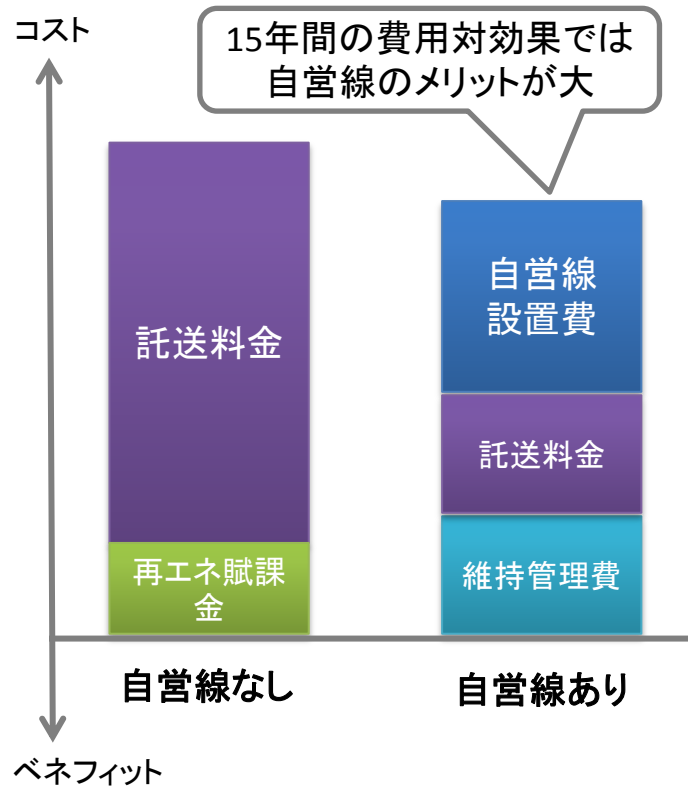 コスト
15年間の費用対効果では
自営線のメリットが大
託送料金
再エネ賦課
金
自営線
設置費
託送料金
維持管理費
自営線なし
自営線あり
ベネフィット